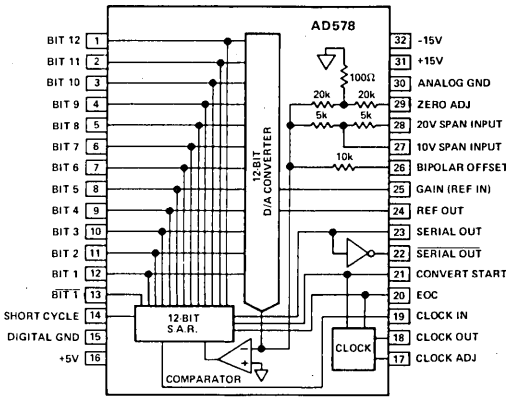 AD578
BIT 12 1
BIT 11 2
BIT 10 3
BIT 9 4
BIT 8 5
BIT 7 6
BIT 6 7
BIT 5 8
BIT 4 9
BIT 3 10
BIT 2 11
BIT 1 12
BIT 1 13
SHORT CYCLE 14
DIGITAL GND 15
+5V 16
12-BIT
D/A CONVERTER
12-BIT
S.A.R.
COMPARATOR
-
+
100Ω
20k 20k
5k 5k
10k
CLOCK
32 -15V
31 +15V
30 ANALOG GND
29 ZERO ADJ
28 20V SPAN INPUT
27 10V SPAN INPUT
26 BIPOLAR OFFSET
25 GAIN (REF IN)
24 REF OUT
23 SERIAL OUT
22 SERIAL OUT
21 CONVERT START
20 EOC
19 CLOCK IN
18 CLOCK OUT
17 CLOCK ADJ